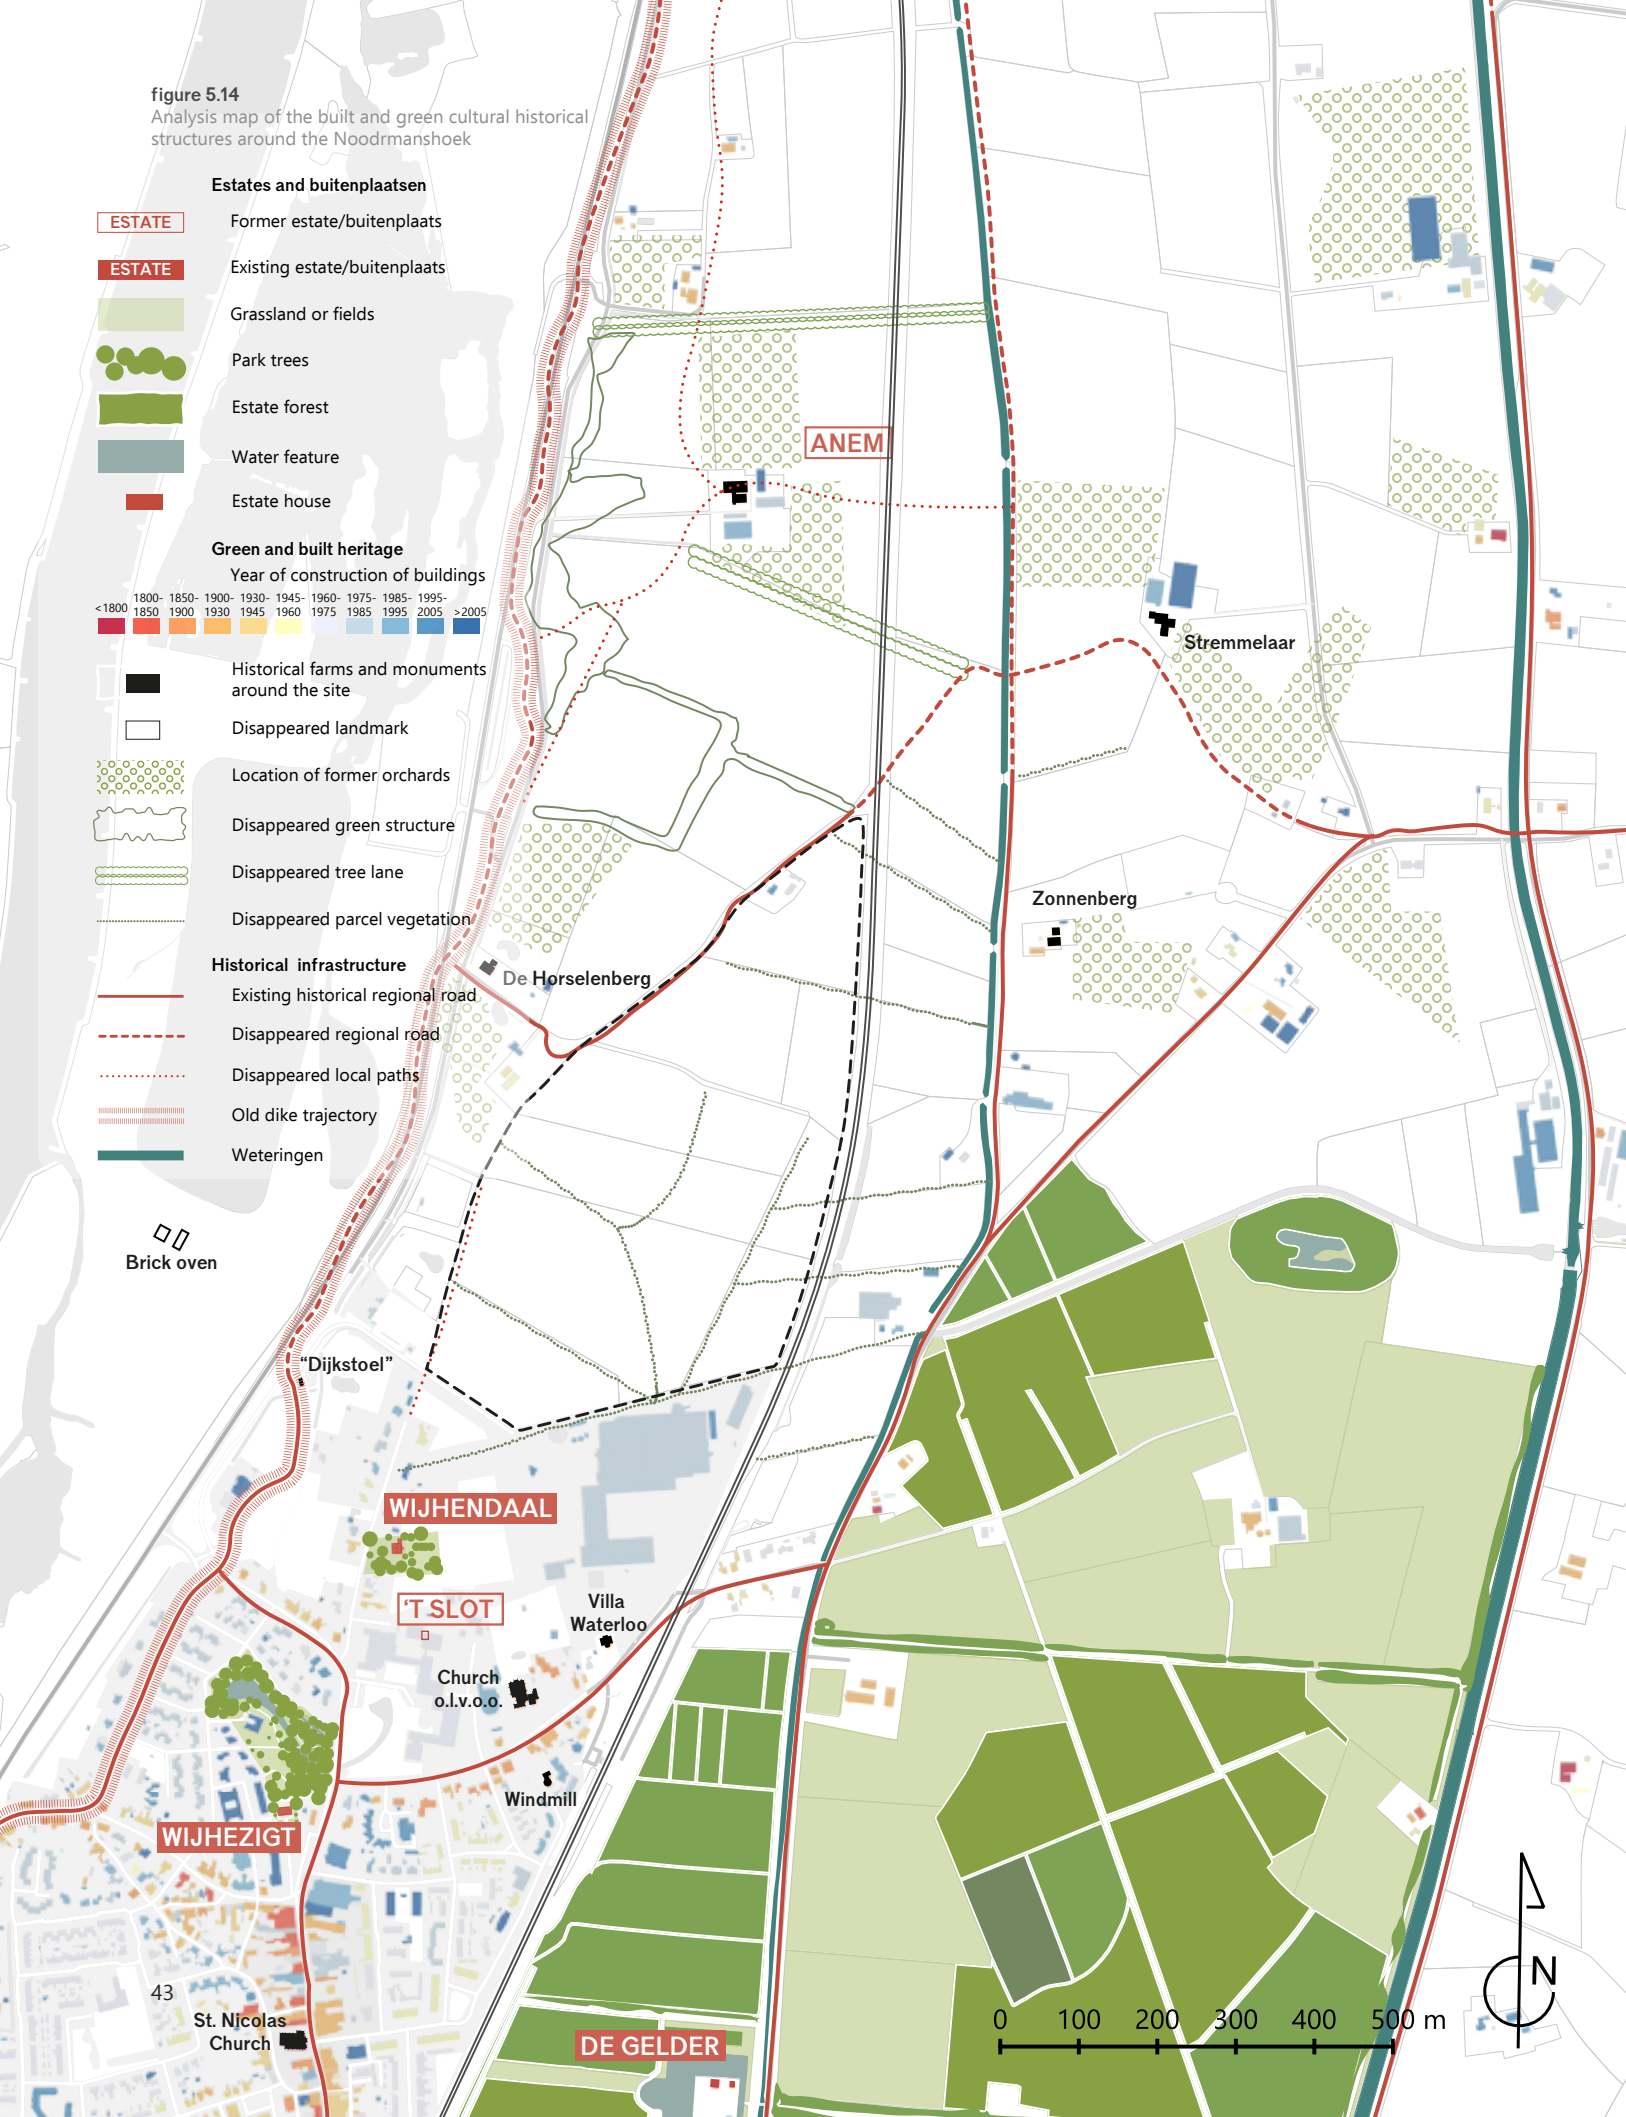 figure 5.14
Analysis map of the built and green cultural historical
structures around the Noodrmanshoek
Estates and buitenplaatsen
ESTATE Former estate/buitenplaats
ESTATE Existing estate/buitenplaats
Grassland or fields
Park trees
Estate forest
Water feature
Estate house
Green and built heritage
Year of construction of buildings
<1800 1800-1850 1850-1900 1900-1930 1930-1945 1945-1960 1960-1975 1975-1985 1985-1995 1995-2005 >2005
Historical farms and monuments
around the site
Disappeared landmark
Location of former orchards
Disappeared green structure
Disappeared tree lane
Disappeared parcel vegetation
Historical infrastructure
Existing historical regional road
Disappeared regional road
Disappeared local paths
Old dike trajectory
Weteringen
ANEM
Stremmelaar
Zonnenberg
De Horselenberg
Brick oven
“Dijkstoel”
WIJHENDAAL
‘T SLOT
Villa
Waterloo
Church
o.l.v.o.o.
Windmill
WIJHEZIGT
43
St. Nicolas
Church
DE GELDER
0 100 200 300 400 500 m
N